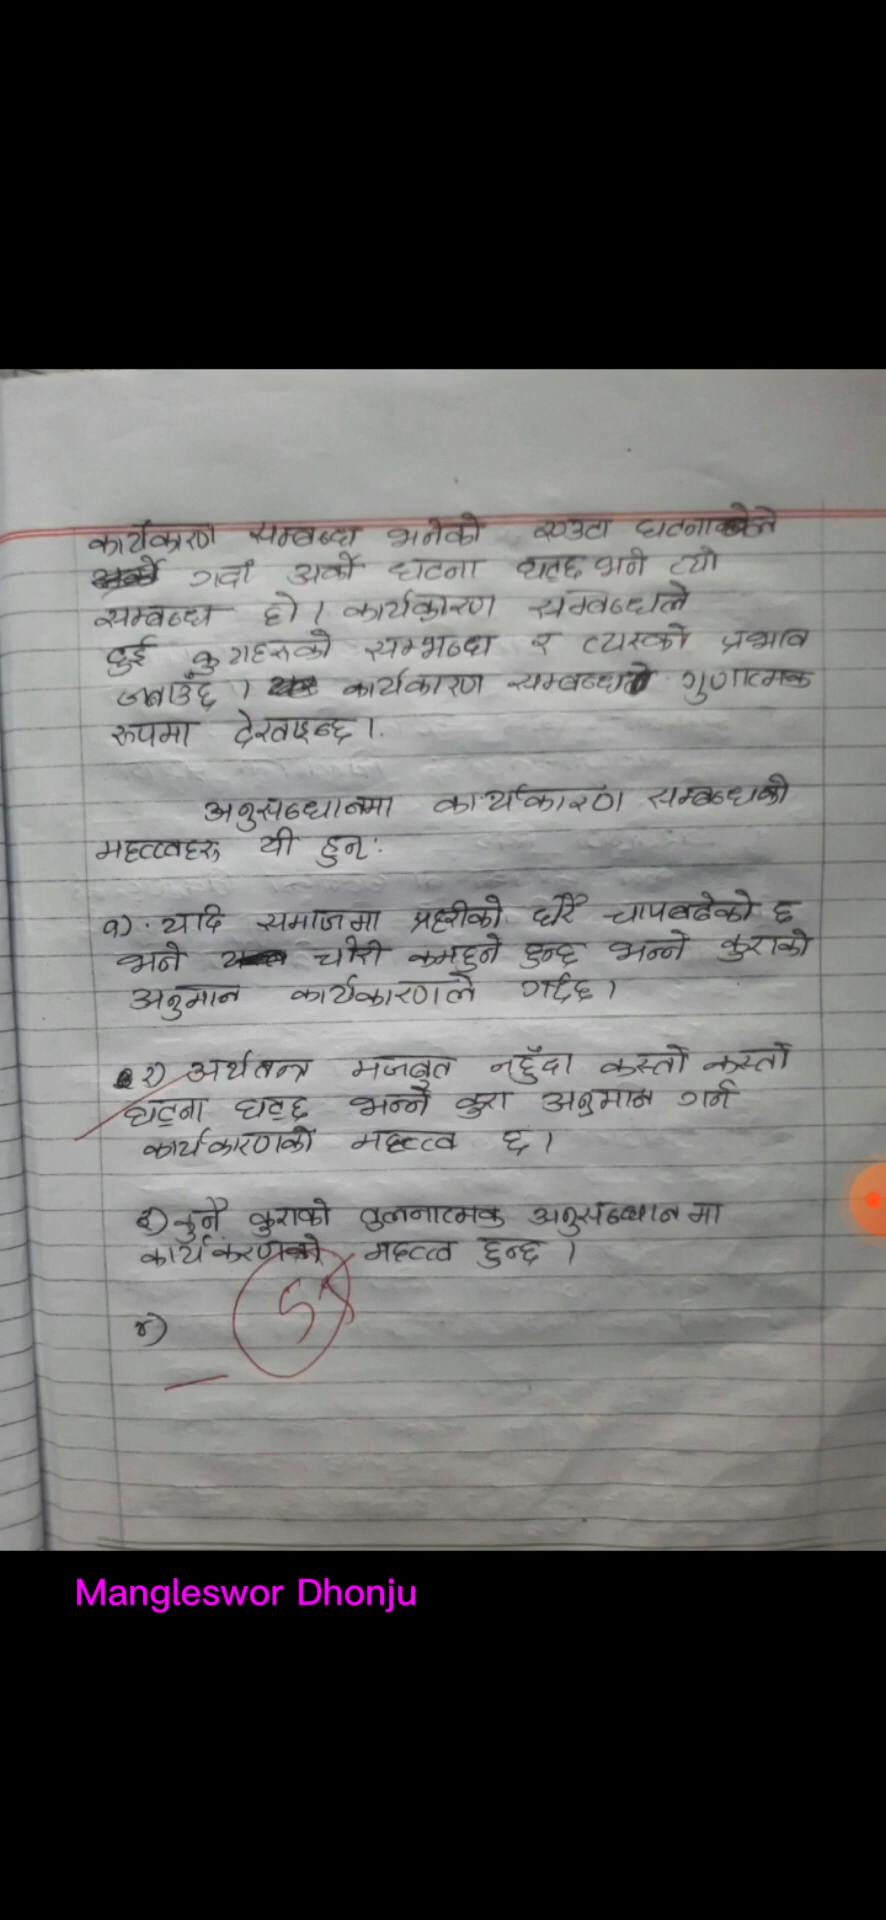 कार्यकारण सम्बन्ध भनेको एउटा घटनाले
गर्दा अर्को घटना घट्छ भने त्यो
सम्बन्ध हो। कार्यकारण सम्बन्धले
दुई कुराहरुको सम्भन्ध र त्यस्को प्रभाव
जनाउँछ। कार्यकारण सम्बन्धले गुणात्मक
रूपमा देखाइन्छ।
अनुसन्धानमा कार्यकारण सम्बन्धको
महत्त्वहरु यी हुन्:
१) यदि समाजमा प्रहरीको धेरै चापबढेको छ
भने चोरी कमहुने हुन्छ भन्ने कुराको
अनुमान कार्यकारणले गर्दछ।
२) अर्थतन्त्र मजबुत नहुँदा कस्तो कस्तो
घट्ना घट्छ भन्ने कुरा अनुमान गर्न
कार्यकारणको महत्त्व छ।
३) कुनै कुराको तुलनात्मक अनुसन्धान मा
कार्यकरणको महत्त्व हुन्छ।
४)
Mangleswor Dhonju